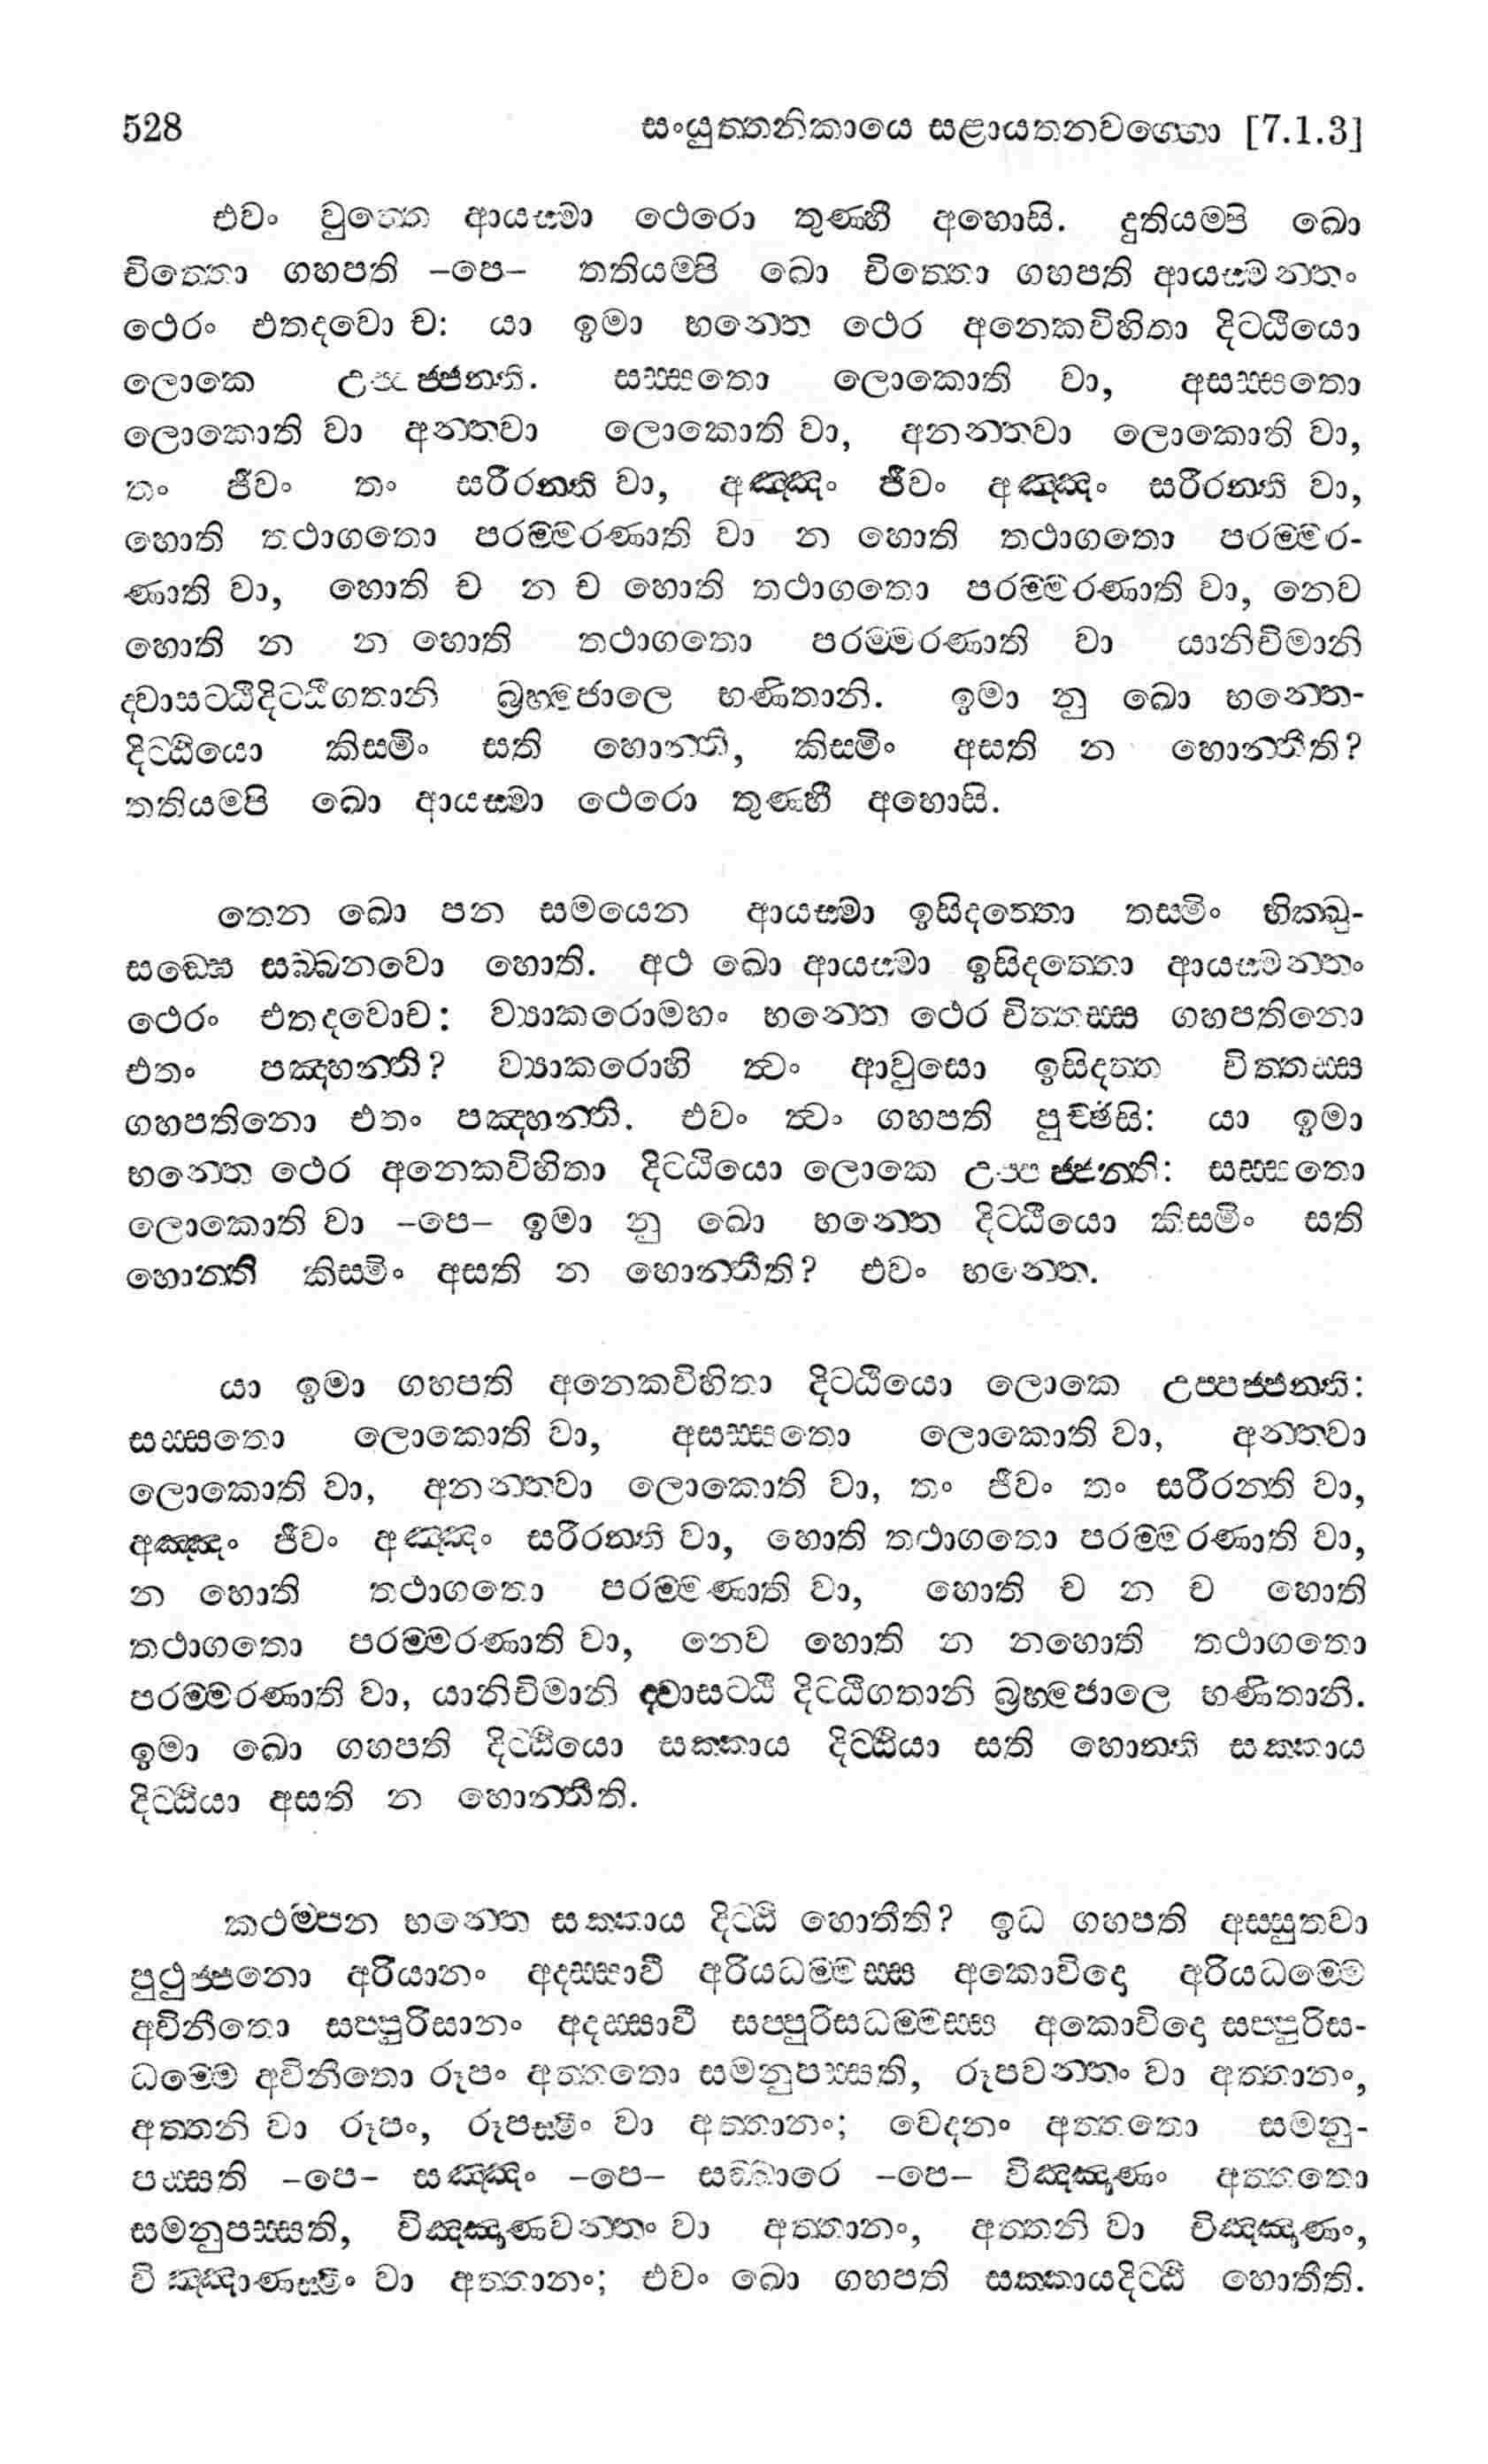 528 සංයුත්තනිකායෙ සළායතනවග්ගො [7.1.3]
එවං වුත්තෙ ආයස්මා ථෙරො තුණ්හී අහොසි. දුතියම්පි ඛො
චිත්තො ගහපති –පෙ– තතියම්පි ඛො චිත්තො ගහපති ආයස්මන්තං
ථෙරං එතදවො ච: යා ඉමා භන්තෙ ථෙර අනෙකවිහිතා දිට්ඨියො
ලොකෙ උප්පජ්ජන්ති. සස්සතො ලොකොති වා, අසස්සතො
ලොකොති වා අන්තවා ලොකොති වා, අනන්තවා ලොකොති වා,
තං ජීවං තං සරීරන්ති වා, අඤ්ඤං ජීවං අඤ්ඤං සරීරන්ති වා,
හොති තථාගතො පරම්මරණාති වා න හොති තථාගතො පරම්මර-
ණාති වා, හොති ච න ච හොති තථාගතො පරම්මරණාති වා, නෙව
හොති න න හොති තථාගතො පරම්මරණාති වා යානිචිමානි
ද්වාසට්ඨිදිට්ඨිගතානි බ්‍රහ්මජාලෙ භණිතානි. ඉමා නු ඛො භන්තෙ-
දිට්ඨියො කිස්මිං සති හොන්ති, කිස්මිං අසති න හොන්තීති?
තතියම්පි ඛො ආයස්මා ථෙරො තුණ්හී අහොසි.
තෙන ඛො පන සමයෙන ආයස්මා ඉසිදත්තො තස්මිං භික්ඛු-
සඞ්ඝෙ සබ්බනවො හොති. අථ ඛො ආයස්මා ඉසිදත්තො ආයස්මන්තං
ථෙරං එතදවොච: ව්‍යාකරොමහං භන්තෙ ථෙර චිත්තස්ස ගහපතිනො
එතං පඤ්හන්ති? ව්‍යාකරොහි ත්වං ආවුසො ඉසිදත්ත චිත්තස්ස
ගහපතිනො එතං පඤ්හන්ති. එවං ත්වං ගහපති පුච්ඡසි: යා ඉමා
භන්තෙ ථෙර අනෙකවිහිතා දිට්ඨියො ලොකෙ උප්පජ්ජන්ති: සස්සතො
ලොකොති වා –පෙ– ඉමා නු ඛො භන්තෙ දිට්ඨියො කිස්මිං සති
හොන්ති කිස්මිං අසති න හොන්තීති? එවං භන්තෙ.
යා ඉමා ගහපති අනෙකවිහිතා දිට්ඨියො ලොකෙ උප්පජ්ජන්ති:
සස්සතො ලොකොති වා, අසස්සතො ලොකොති වා, අන්තවා
ලොකොති වා, අනන්තවා ලොකොති වා, තං ජීවං තං සරීරන්ති වා,
අඤ්ඤං ජීවං අඤ්ඤං සරීරන්ති වා, හොති තථාගතො පරම්මරණාති වා,
න හොති තථාගතො පරම්මණාති වා, හොති ච න ච හොති
තථාගතො පරම්මරණාති වා, නෙව හොති න නහොති තථාගතො
පරම්මරණාති වා, යානිචිමානි ද්වාසට්ඨි දිට්ඨිගතානි බ්‍රහ්මජාලෙ භණිතානි.
ඉමා ඛො ගහපති දිට්ඨියො සක්කාය දිට්ඨියා සති හොන්ති සක්කාය
දිට්ඨියා අසති න හොන්තීති.
කථම්පන භන්තෙ සක්කාය දිට්ඨි හොතීති? ඉධ ගහපති අස්සුතවා
පුථුජ්ජනො අරියානං අදස්සාවී අරියධම්මස්ස අකොවිදො අරියධම්මෙ
අවිනීතො සප්පුරිසානං අදස්සාවී සප්පුරිසධම්මස්ස අකොවිදො සප්පුරිස-
ධම්මෙ අවිනීතො රූපං අත්තතො සමනුපස්සති, රූපවන්තං වා අත්තානං,
අත්තනි වා රූපං, රූපස්මිං වා අත්තානං; වෙදනං අත්තතො සමනු-
පස්සති –පෙ– සඤ්ඤං –පෙ– සඞ්ඛාරෙ –පෙ– විඤ්ඤාණං අත්තතො
සමනුපස්සති, විඤ්ඤාණවන්තං වා අත්තානං, අත්තනි වා විඤ්ඤාණං,
වි ඤ්ඤාණස්මිං වා අත්තානං; එවං ඛො ගහපති සක්කායදිට්ඨි හොතීති.